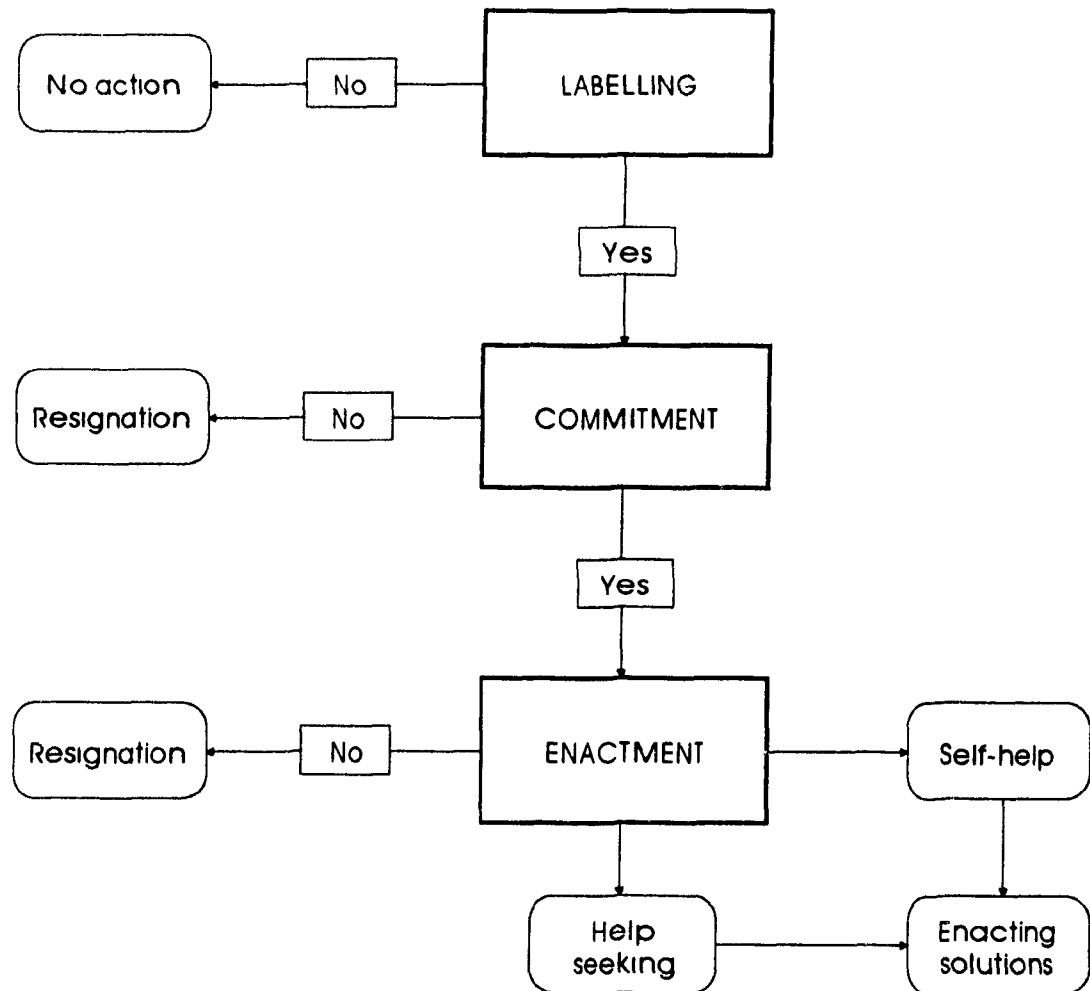 No action
No
LABELLING
Yes
Resignation
No
COMMITMENT
Yes
Resignation
No
ENACTMENT
Self-help
Help
seeking
Enacting
solutions